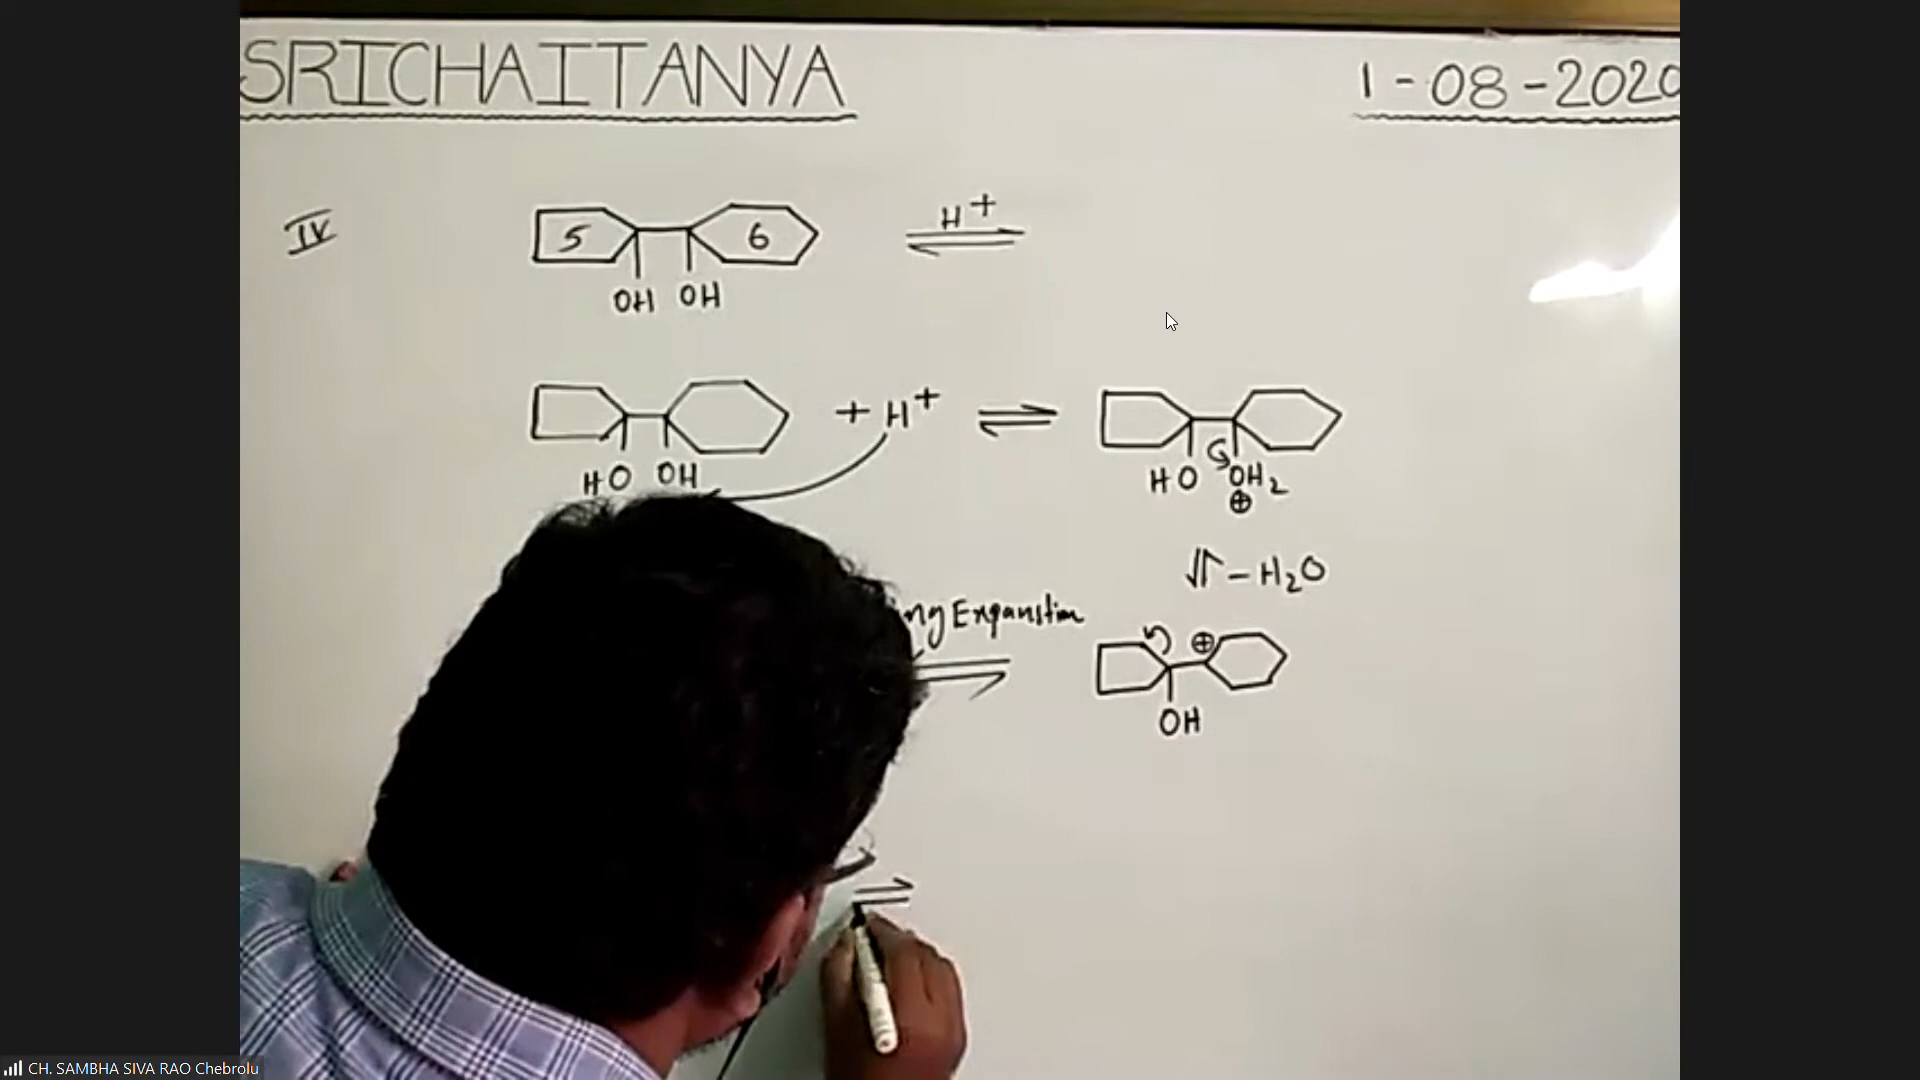 SRICHAITANYA
1-08-2020
IV
5 6
OH OH
H+
HO OH
+ H+
HO OH2
⊕
-H2O
Expanstion
⊕
OH
CH. SAMBHA SIVA RAO Chebrolu